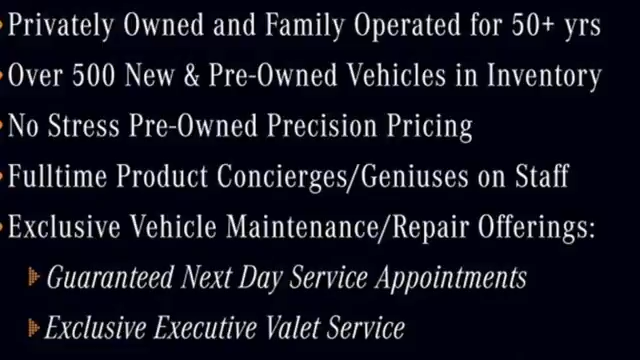 Privately Owned and Family Operated for 50+ yrs
Over 500 New & Pre-Owned Vehicles in Inventory
No Stress Pre-Owned Precision Pricing
Fulltime Product Concierges/Geniuses on Staff
Exclusive Vehicle Maintenance/Repair Offerings:
Guaranteed Next Day Service Appointments
Exclusive Executive Valet Service